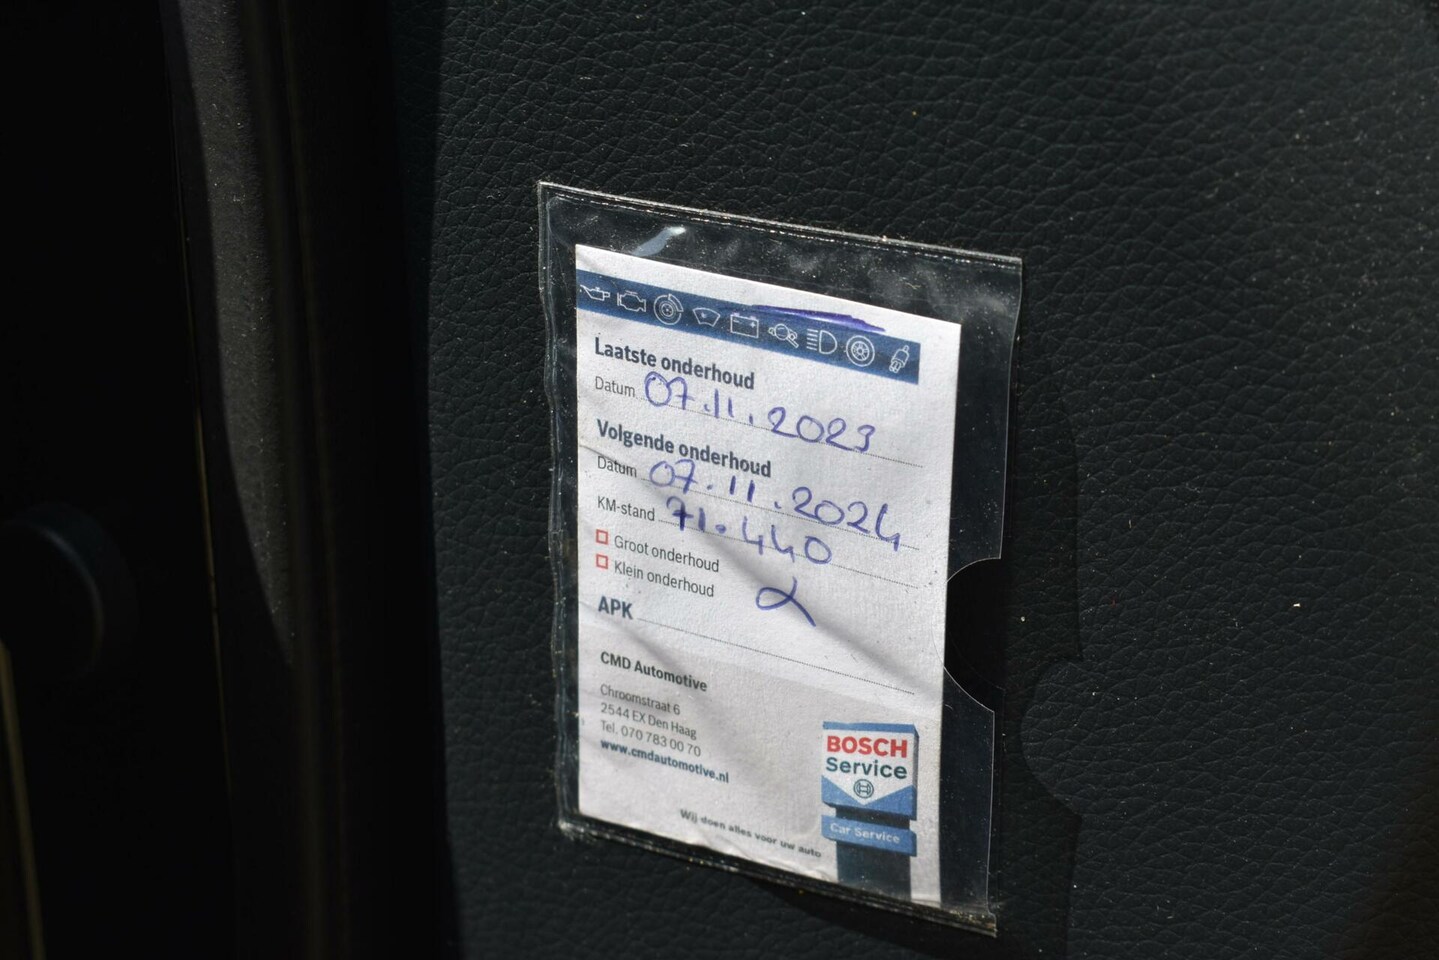 Laatste onderhoud
Datum 07.11.2023
Volgende onderhoud
Datum 07.11.2024
KM-stand 71.440
Groot onderhoud
Klein onderhoud
APK
CMD Automotive
Chroomstraat 6
2544 EX Den Haag
Tel. 070 783 00 70
www.cmdautomotive.nl
BOSCH
Service
Car Service
Wij doen alles voor uw auto